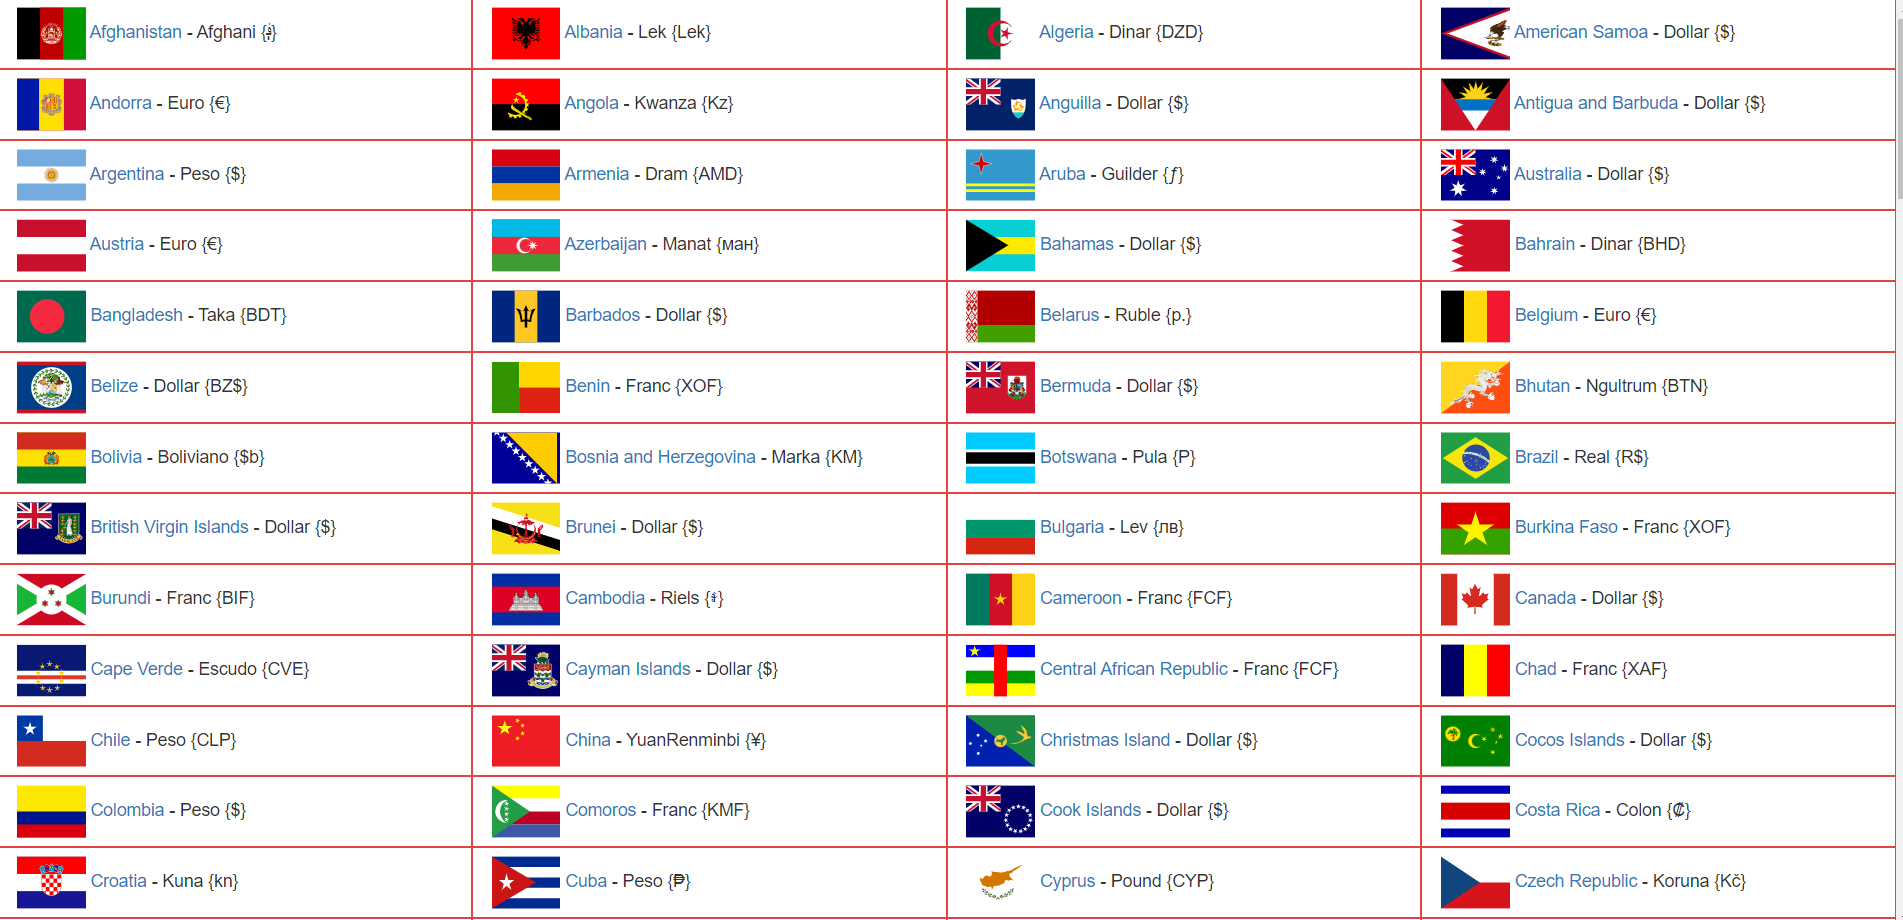 Afghanistan - Afghani {؋}
Albania - Lek {Lek}
Algeria - Dinar {DZD}
American Samoa - Dollar {$}
Andorra - Euro {€}
Angola - Kwanza {Kz}
Anguilla - Dollar {$}
Antigua and Barbuda - Dollar {$}
Argentina - Peso {$}
Armenia - Dram {AMD}
Aruba - Guilder {ƒ}
Australia - Dollar {$}
Austria - Euro {€}
Azerbaijan - Manat {ман}
Bahamas - Dollar {$}
Bahrain - Dinar {BHD}
Bangladesh - Taka {BDT}
Barbados - Dollar {$}
Belarus - Ruble {p.}
Belgium - Euro {€}
Belize - Dollar {BZ$}
Benin - Franc {XOF}
Bermuda - Dollar {$}
Bhutan - Ngultrum {BTN}
Bolivia - Boliviano {$b}
Bosnia and Herzegovina - Marka {KM}
Botswana - Pula {P}
Brazil - Real {R$}
British Virgin Islands - Dollar {$}
Brunei - Dollar {$}
Bulgaria - Lev {лв}
Burkina Faso - Franc {XOF}
Burundi - Franc {BIF}
Cambodia - Riels {៛}
Cameroon - Franc {FCF}
Canada - Dollar {$}
Cape Verde - Escudo {CVE}
Cayman Islands - Dollar {$}
Central African Republic - Franc {FCF}
Chad - Franc {XAF}
Chile - Peso {CLP}
China - YuanRenminbi {¥}
Christmas Island - Dollar {$}
Cocos Islands - Dollar {$}
Colombia - Peso {$}
Comoros - Franc {KMF}
Cook Islands - Dollar {$}
Costa Rica - Colon {₡}
Croatia - Kuna {kn}
Cuba - Peso {₱}
Cyprus - Pound {CYP}
Czech Republic - Koruna {Kč}